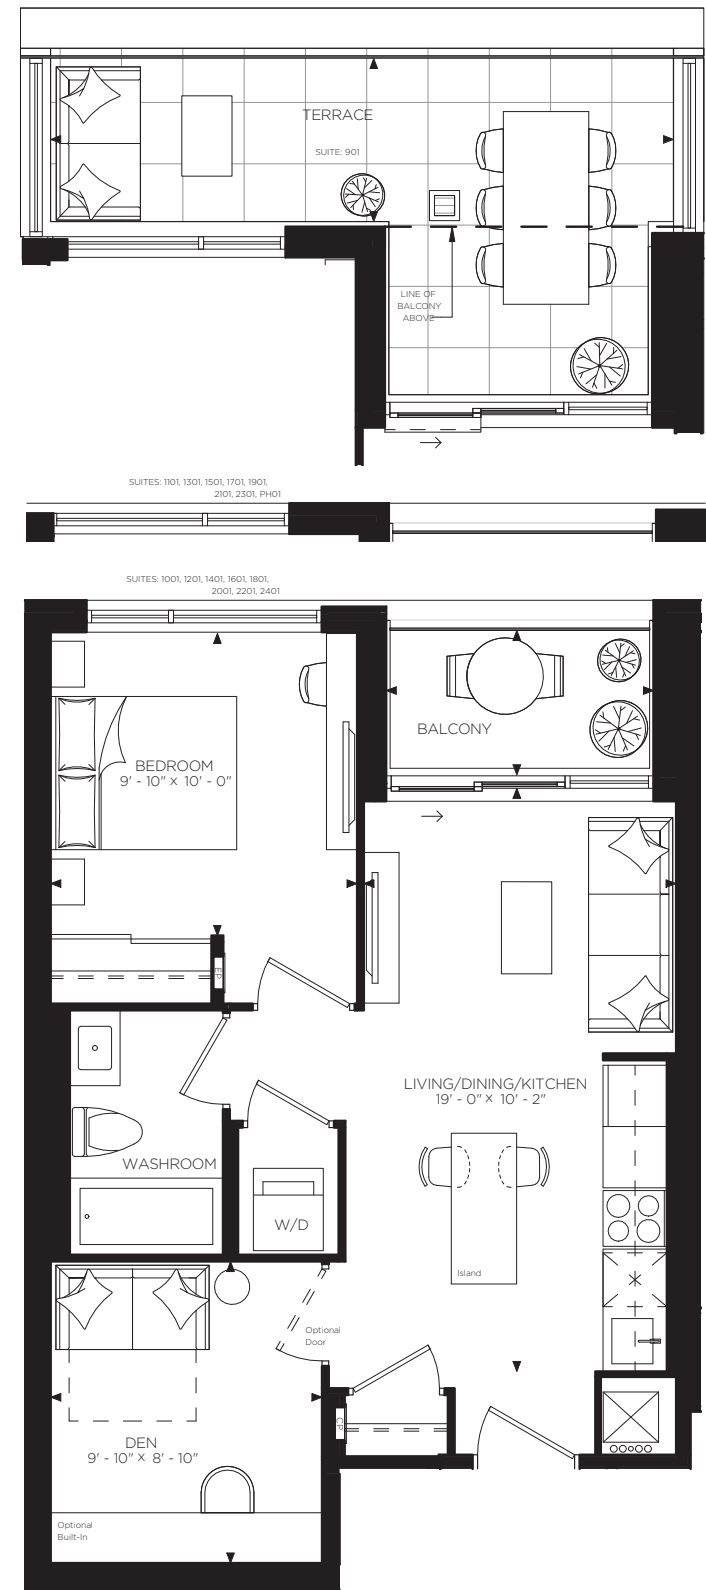 TERRACE
SUITE: 901
LINE OF
BALCONY
ABOVE
SUITES: 1101, 1301, 1501, 1701, 1901,
2101, 2301, PH01
SUITES: 1001, 1201, 1401, 1601, 1801,
2001, 2201, 2401
BALCONY
BEDROOM
9' - 10" x 10' - 0"
EP
LIVING/DINING/KITCHEN
19' - 0" x 10' - 2"
WASHROOM
W/D
Island
Optional
Door
CP
DEN
9' - 10" x 8' - 10"
Optional
Built-In